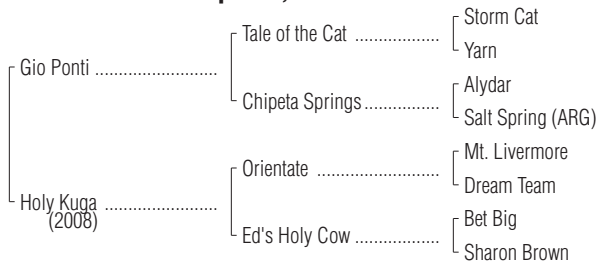 Storm Cat
Tale of the Cat ..................
Yarn
Gio Ponti ..........................
Alydar
Chipeta Springs ................
Salt Spring (ARG)
Mt. Livermore
Orientate ..........................
Dream Team
Holy Kuga ........................
(2008)
Bet Big
Ed's Holy Cow ..................
Sharon Brown